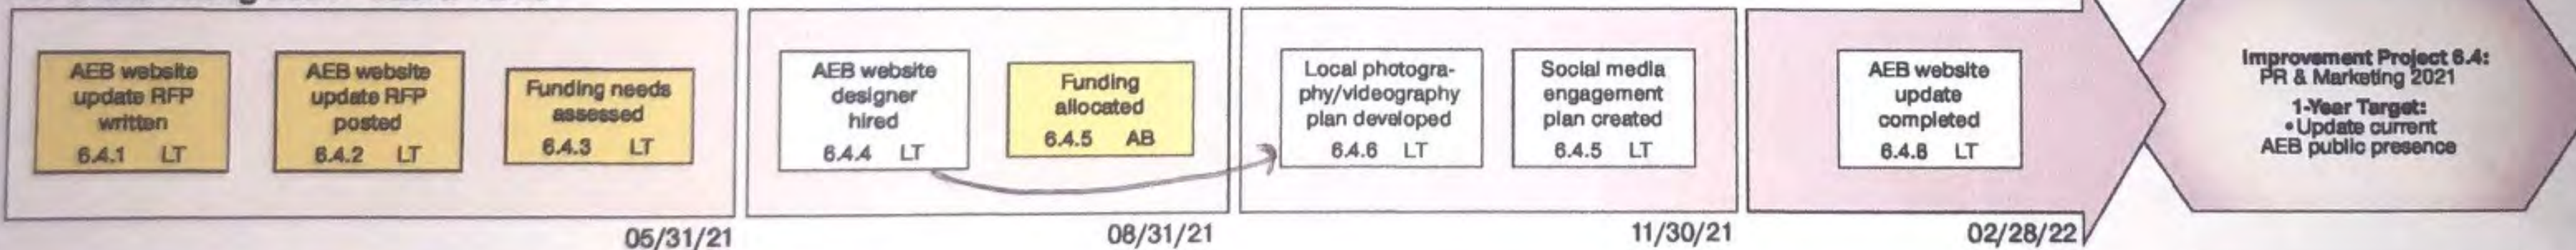 AEB website
update RFP
written
6.4.1 LT
AEB website
update RFP
posted
6.4.2 LT
Funding needs
assessed
6.4.3 LT
05/31/21
AEB website
designer
hired
6.4.4 LT
Funding
allocated
6.4.5 AB
08/31/21
Local photogra-
phy/videography
plan developed
6.4.6 LT
Social media
engagement
plan created
6.4.5 LT
11/30/21
AEB website
update
completed
6.4.8 LT
02/28/22
Improvement Project 6.4:
PR & Marketing 2021
1-Year Target:
• Update current
AEB public presence